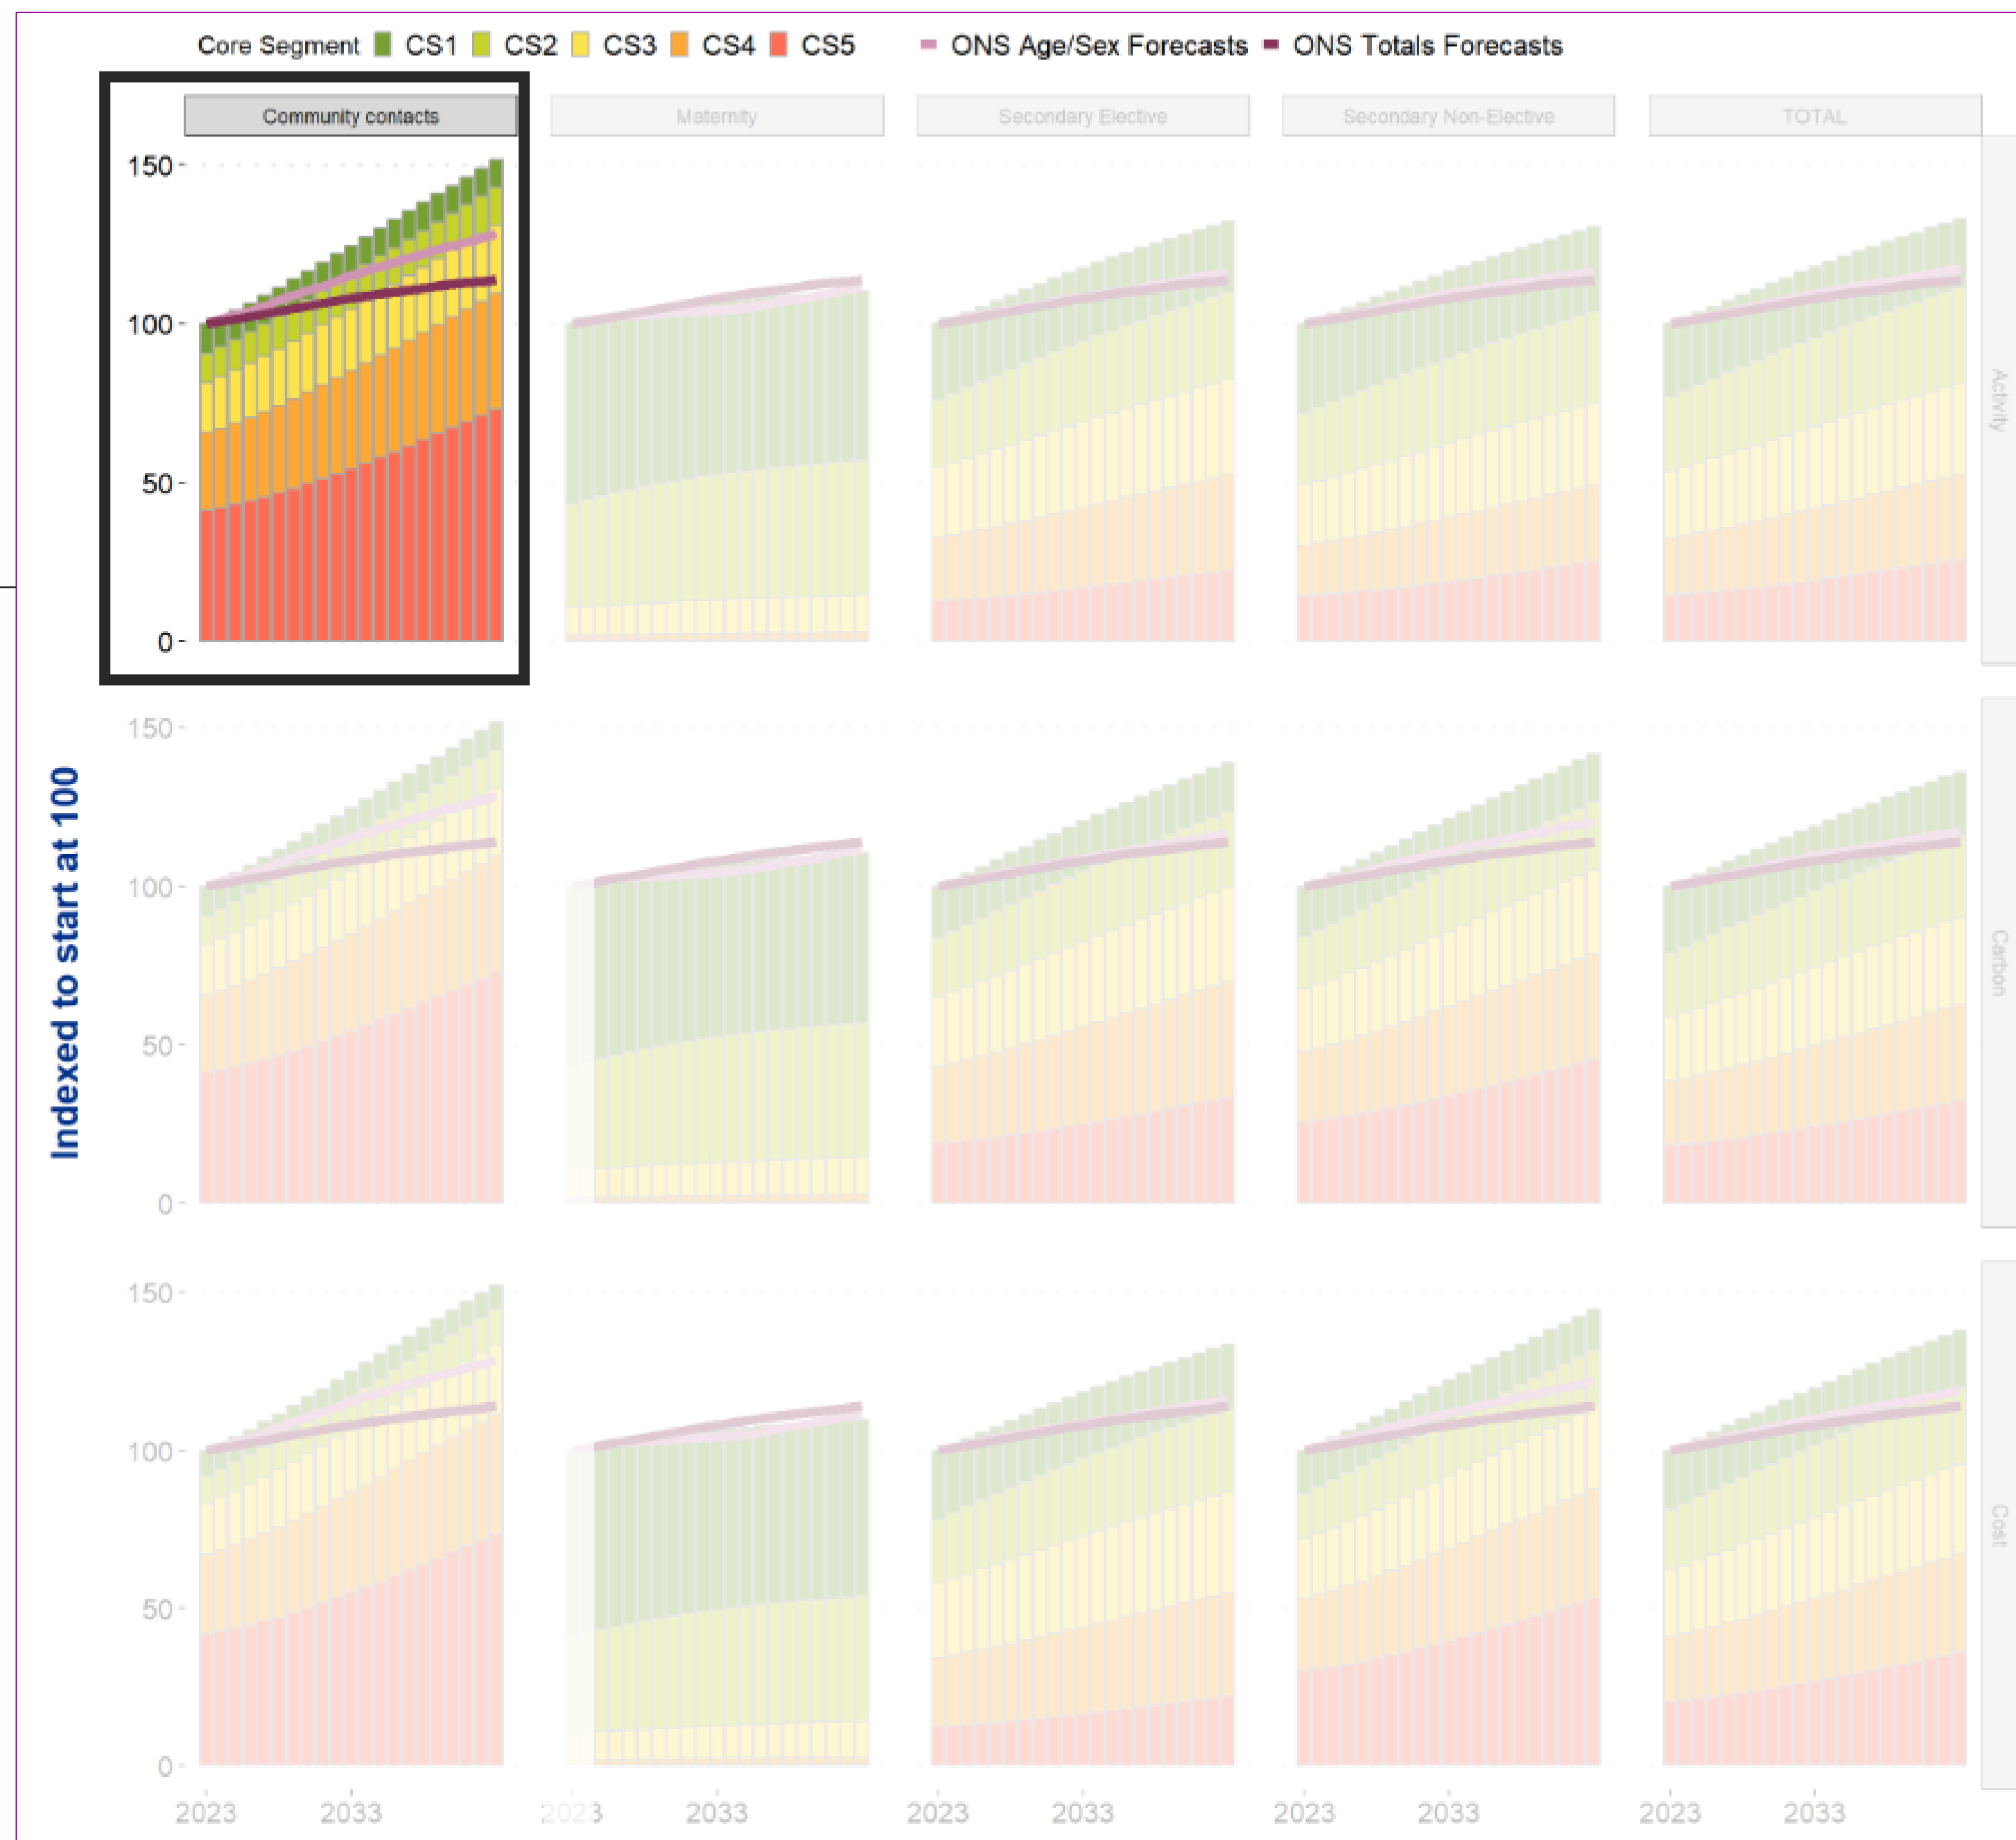 Core Segment CS1 CS2 CS3 CS4 CS5 ONS Age/Sex Forecasts ONS Totals Forecasts
Community contacts Maternity Secondary Elective Secondary Non-Elective TOTAL
150
100
50
0
Activity
Indexed to start at 100
150
100
50
0
Carbon
150
100
50
0
Cost
2023 2033 2023 2033 2023 2033 2023 2033 2023 2033